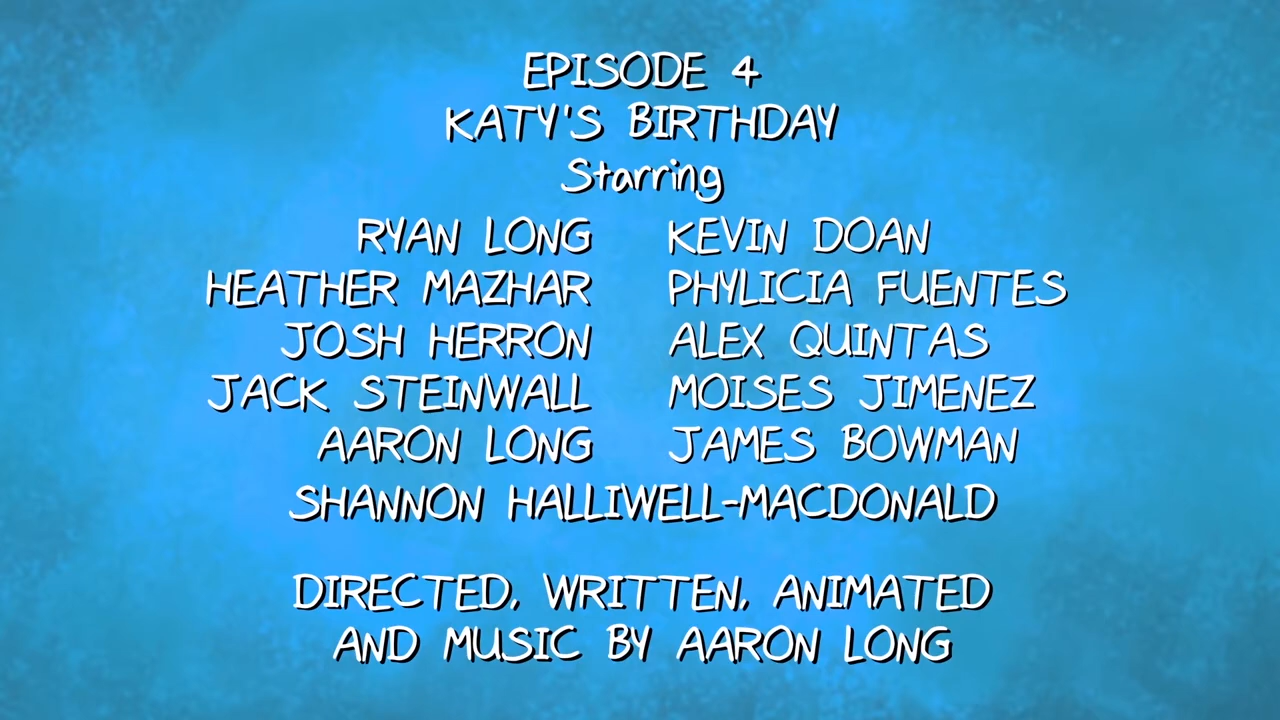 EPISODE 4
KATY'S BIRTHDAY
Starring
RYAN LONG KEVIN DOAN
HEATHER MAZHAR PHYLICIA FUENTES
JOSH HERRON ALEX QUINTAS
JACK STEINWALL MOISES JIMENEZ
AARON LONG JAMES BOWMAN
SHANNON HALLIWELL-MACDONALD
DIRECTED, WRITTEN, ANIMATED
AND MUSIC BY AARON LONG